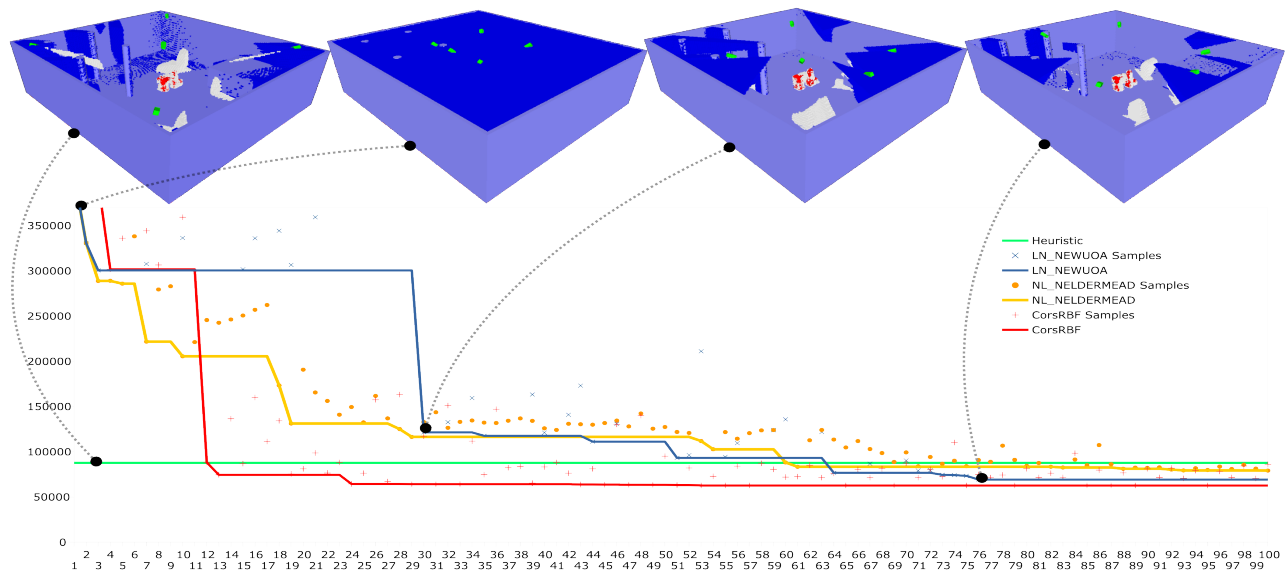 350000
300000
250000
200000
150000
100000
50000
0
Heuristic
LN_NEWUOA Samples
LN_NEWUOA
NL_NELDERMEAD Samples
NL_NELDERMEAD
CorsRBF Samples
CorsRBF
2 4 6 8 10 12 14 16 18 20 22 24 26 28 30 32 34 36 38 40 42 44 46 48 50 52 54 56 58 60 62 64 66 68 70 72 74 76 78 80 82 84 86 88 90 92 94 96 98 100
1 3 5 7 9 11 13 15 17 19 21 23 25 27 29 31 33 35 37 39 41 43 45 47 49 51 53 55 57 59 61 63 65 67 69 71 73 75 77 79 81 83 85 87 89 91 93 95 97 99